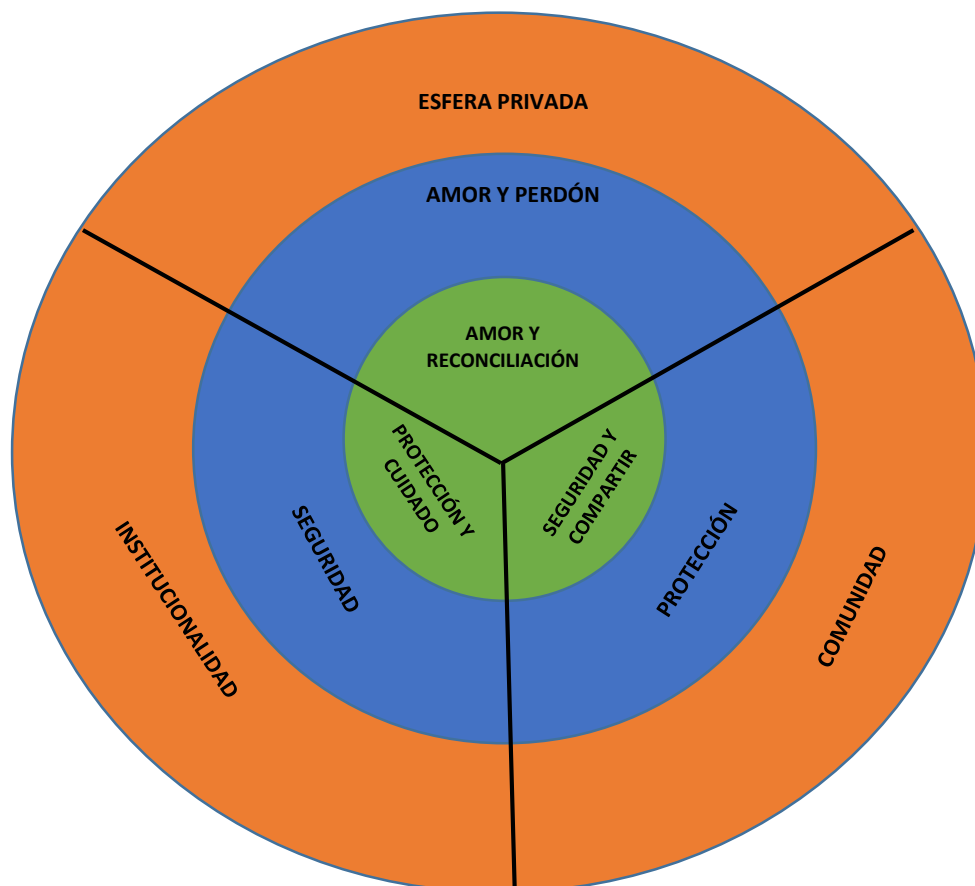 ESFERA PRIVADA
AMOR Y PERDÓN
AMOR Y
RECONCILIACIÓN
PROTECCIÓN Y
CUIDADO
SEGURIDAD Y
COMPARTIR
SEGURIDAD
PROTECCIÓN
INSTITUCIONALIDAD
COMUNIDAD